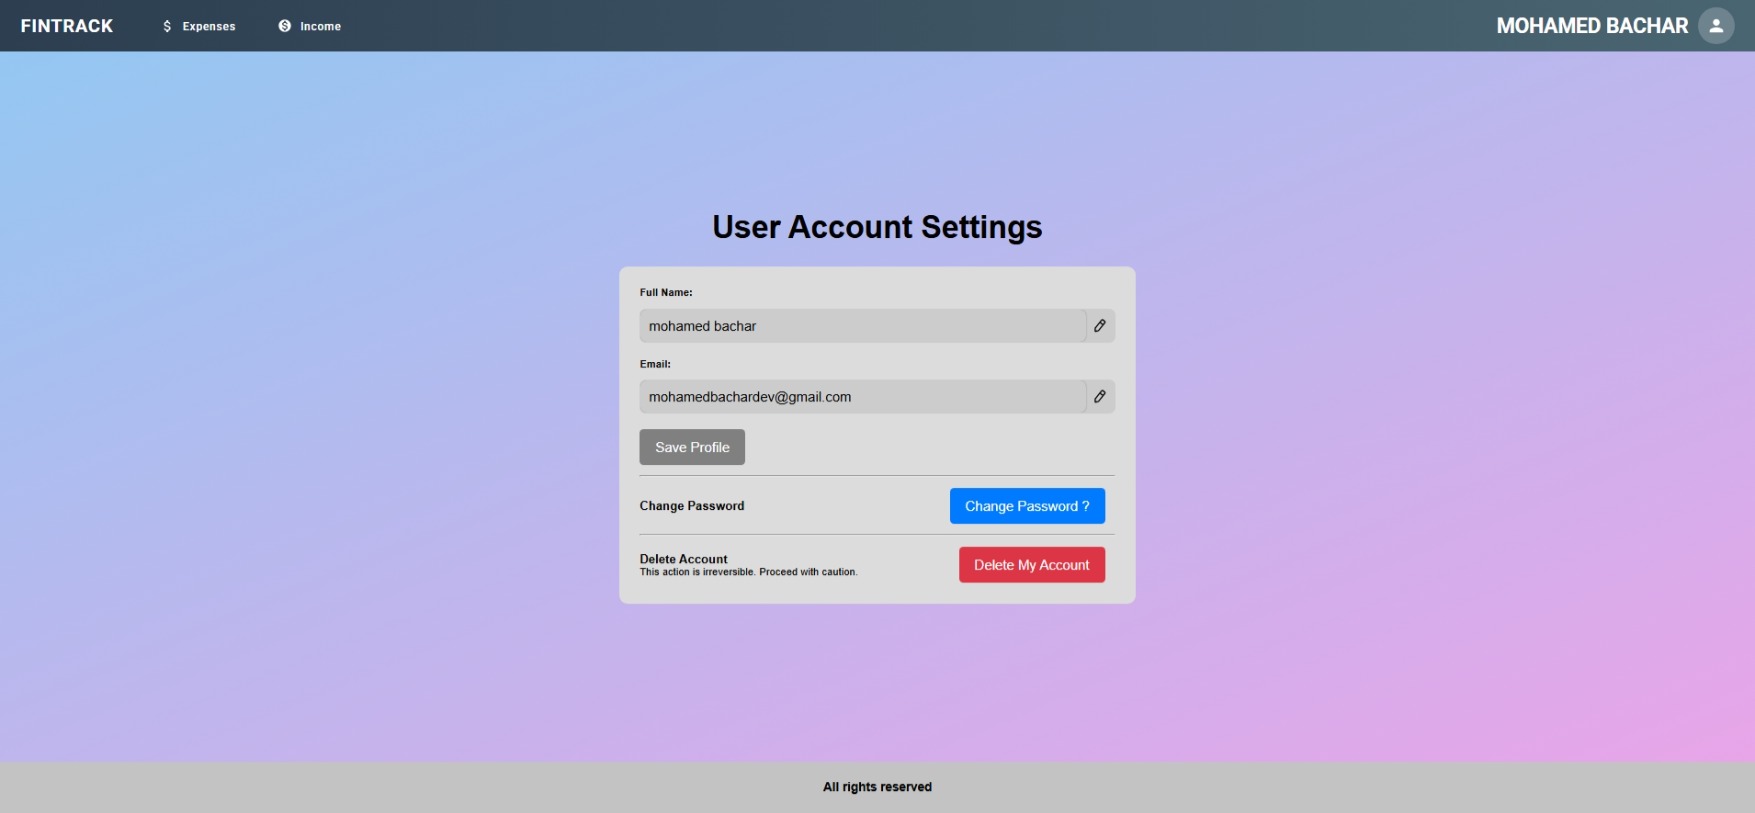 FINTRACK
$ Expenses
Income
MOHAMED BACHAR
User Account Settings
Full Name:
mohamed bachar
Email:
mohamedbachardev@gmail.com
Save Profile
Change Password
Change Password ?
Delete Account
This action is irreversible. Proceed with caution.
Delete My Account
All rights reserved